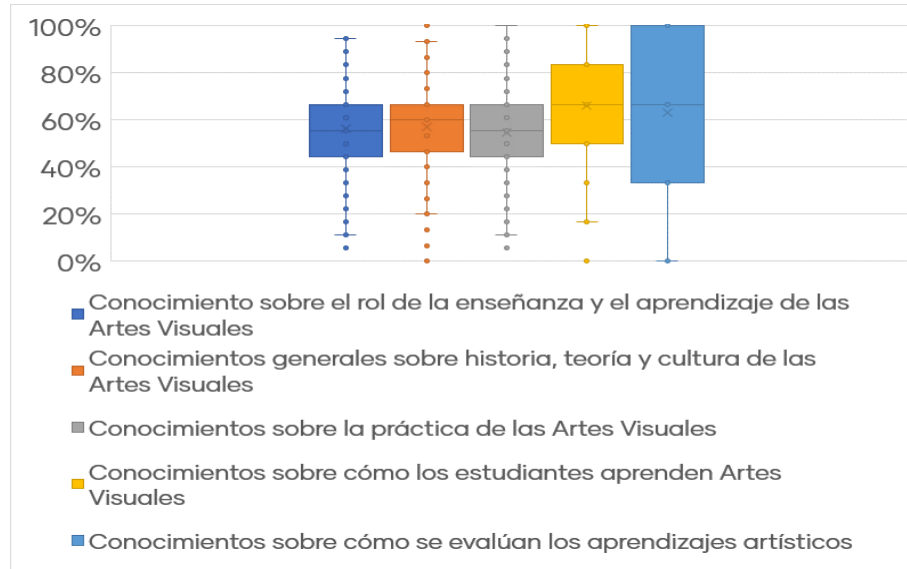 100%
80%
60%
40%
20%
0%
Conocimiento sobre el rol de la enseñanza y el aprendizaje de las
Artes Visuales
Conocimientos generales sobre historia, teoría y cultura de las
Artes Visuales
Conocimientos sobre la práctica de las Artes Visuales
Conocimientos sobre cómo los estudiantes aprenden Artes
Visuales
Conocimientos sobre cómo se evalúan los aprendizajes artísticos